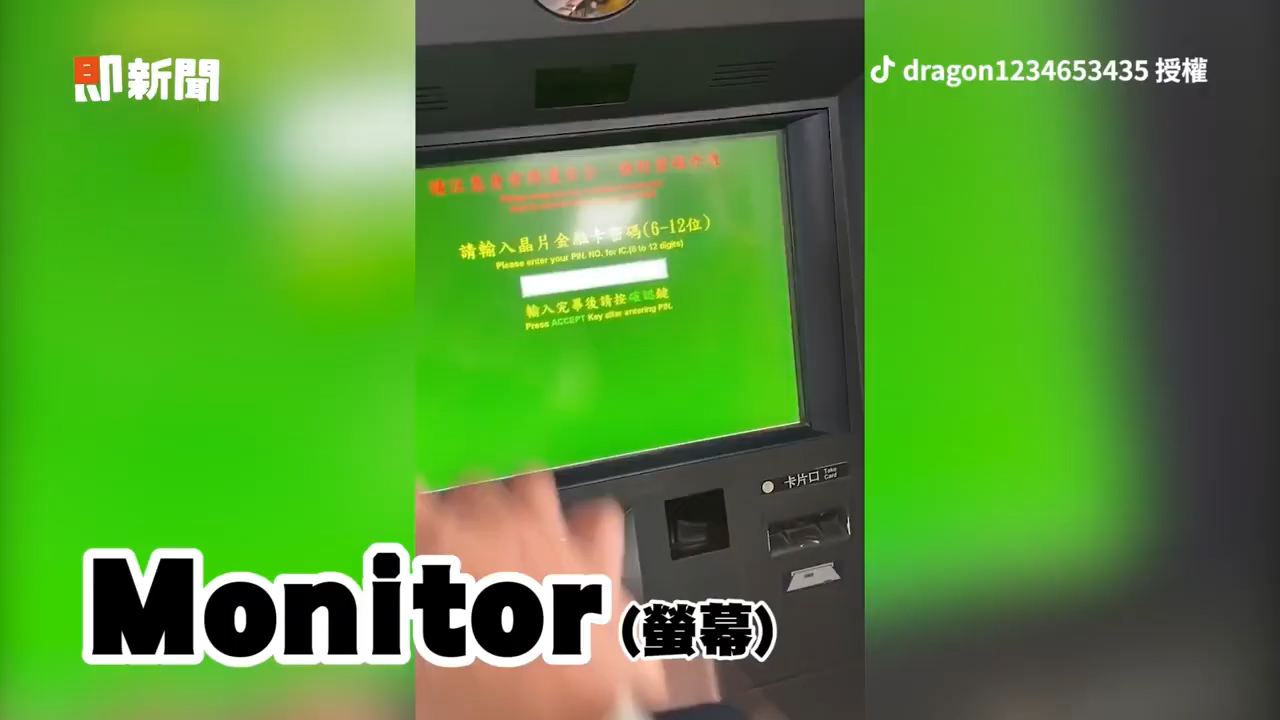 即新聞
dragon1234653435 授權
請輸入晶片金融卡密碼(6-12位)
Please enter your PIN. NO. for IC.(6 to 12 digits)
輸入完畢後請按確認鍵
Press ACCEPT Key after entering PIN.
卡片口 Take Card
Monitor (螢幕)